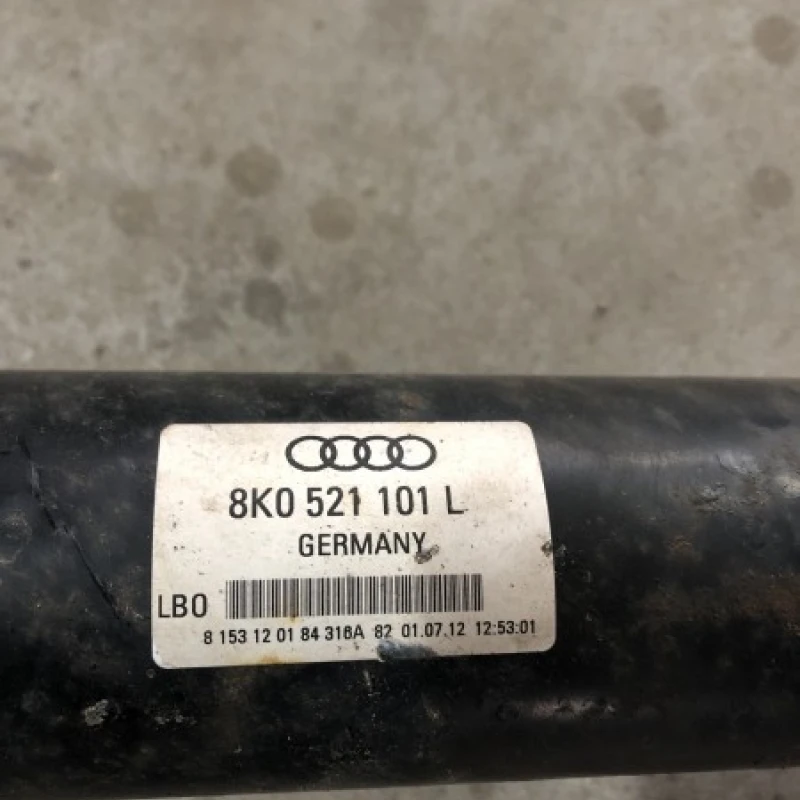 8K0 521 101 L
GERMANY
LBO
8 153 12 01 84 316A 82 01.07.12 12:53:01